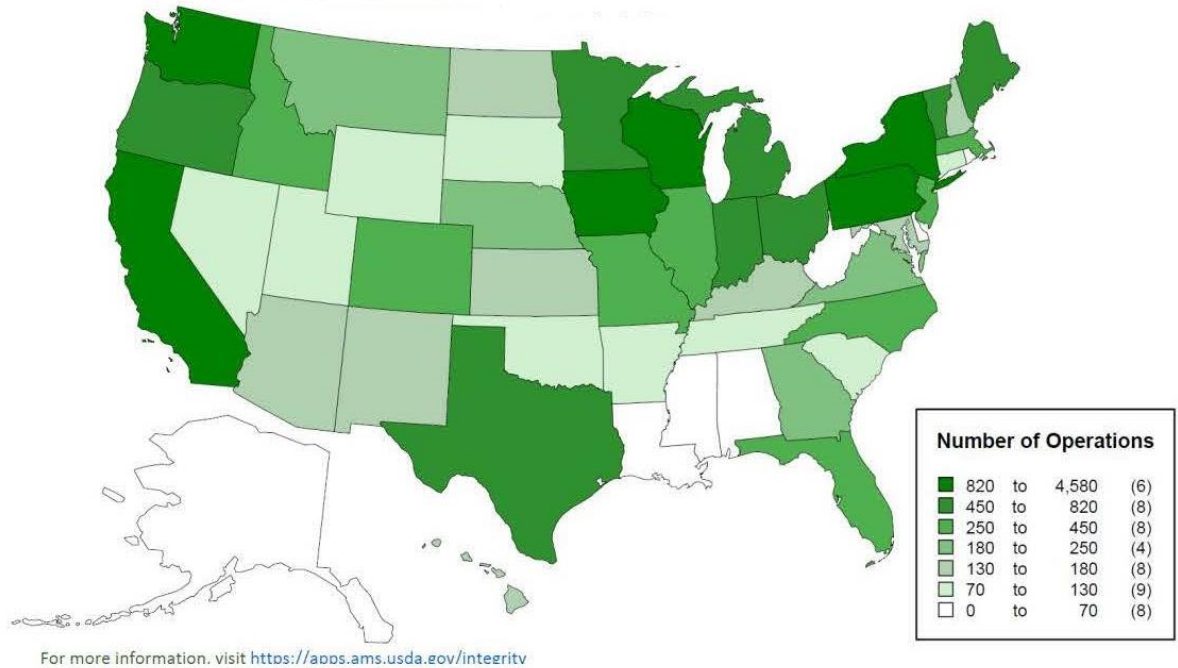 Number of Operations
820 to 4,580 (6)
450 to 820 (8)
250 to 450 (8)
180 to 250 (4)
130 to 180 (8)
70 to 130 (9)
0 to 70 (8)
For more information, visit https://apps.ams.usda.gov/integrity